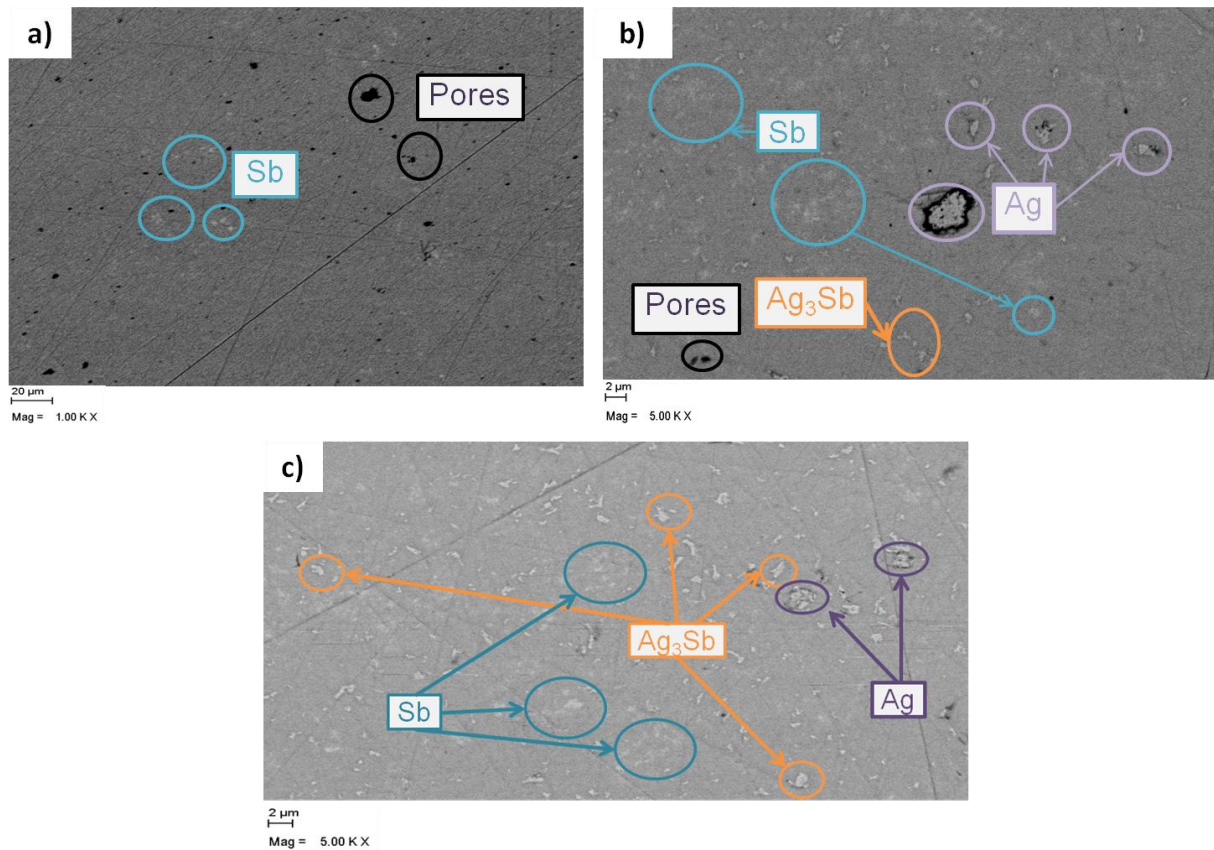 a)
Pores
Sb
20 µm
Mag = 1.00 K X
b)
Sb
Ag
Pores
Ag₃Sb
2 µm
Mag = 5.00 K X
c)
Ag₃Sb
Sb
Ag
2 µm
Mag = 5.00 K X